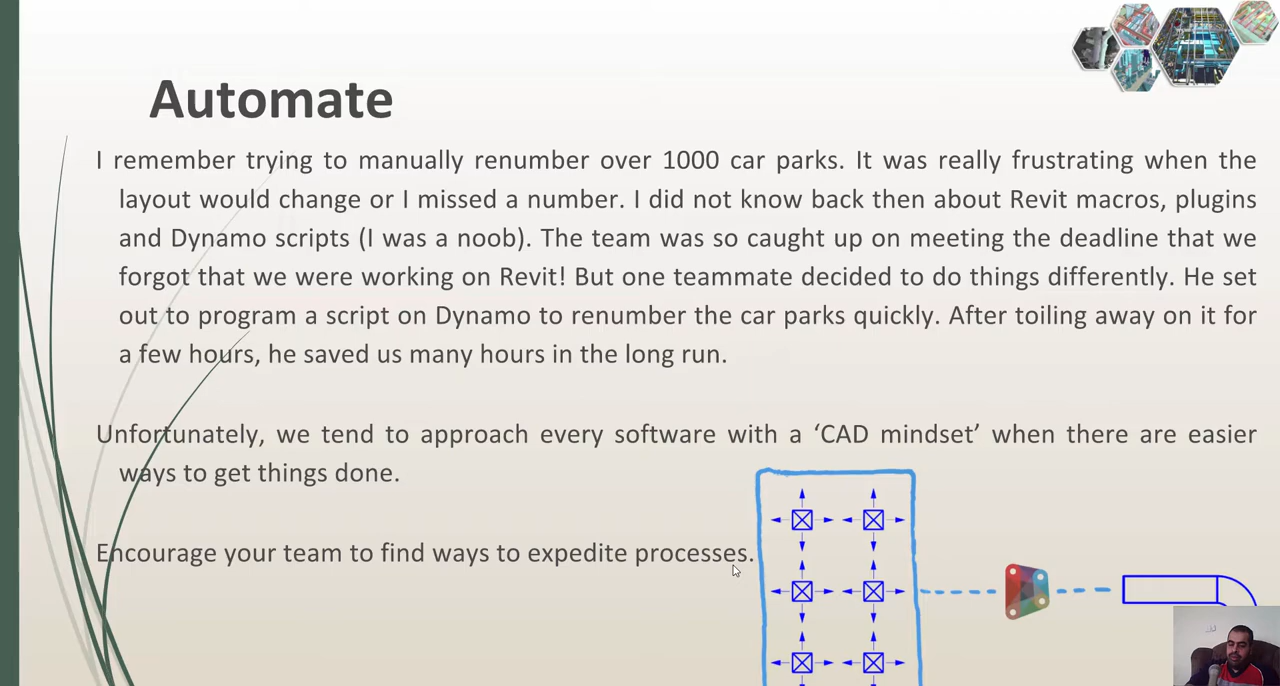 Automate
I remember trying to manually renumber over 1000 car parks. It was really frustrating when the
layout would change or I missed a number. I did not know back then about Revit macros, plugins
and Dynamo scripts (I was a noob). The team was so caught up on meeting the deadline that we
forgot that we were working on Revit! But one teammate decided to do things differently. He set
out to program a script on Dynamo to renumber the car parks quickly. After toiling away on it for
a few hours, he saved us many hours in the long run.
Unfortunately, we tend to approach every software with a ‘CAD mindset’ when there are easier
ways to get things done.
Encourage your team to find ways to expedite processes.